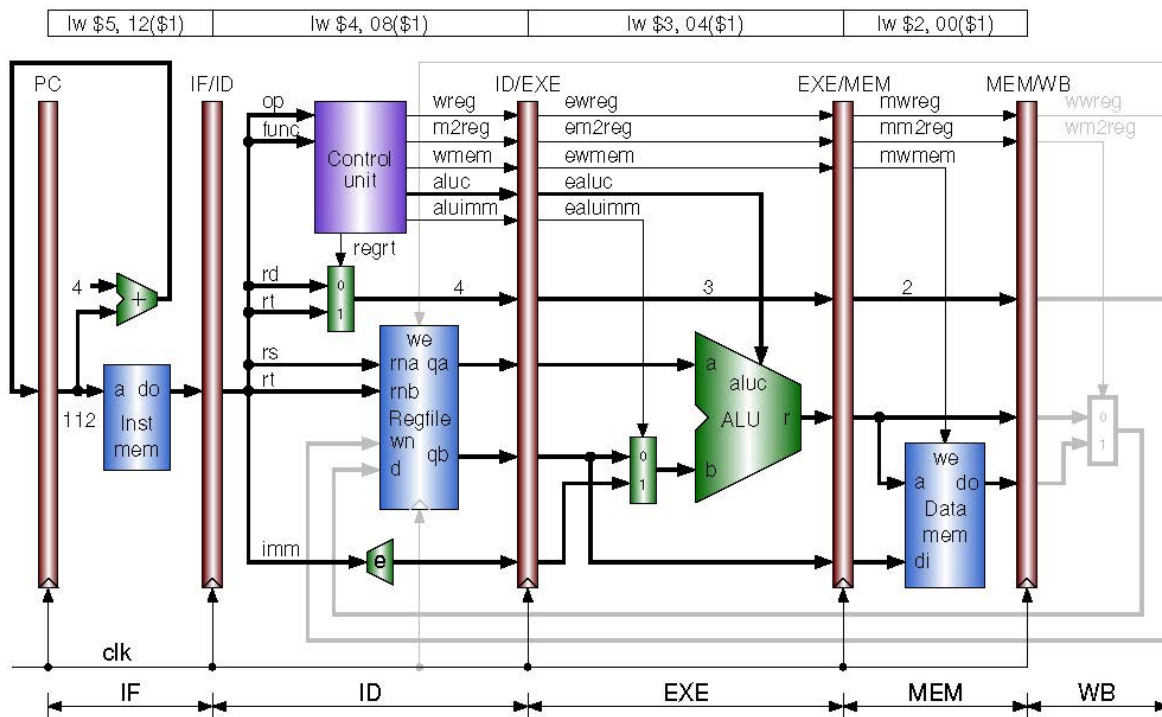 lw $5, 12($1) lw $4, 08($1) lw $3, 04($1) lw $2, 00($1)
PC IF/ID ID/EXE EXE/MEM MEM/WB
op wreg ewreg mwreg wwreg
func m2reg em2reg mm2reg wm2reg
Control unit
wmem ewmem mwmem
aluc ealuc
aluimm ealuimm
regrt
rd 0
4 + rt 1 4 3 2
we
rs rna qa a
rt rnb aluc
a do
112 Inst mem
Regfile ALU r 0
wn 1
d qb 0 b we
1 a do
Data
mem
imm e di
clk
IF ID EXE MEM WB